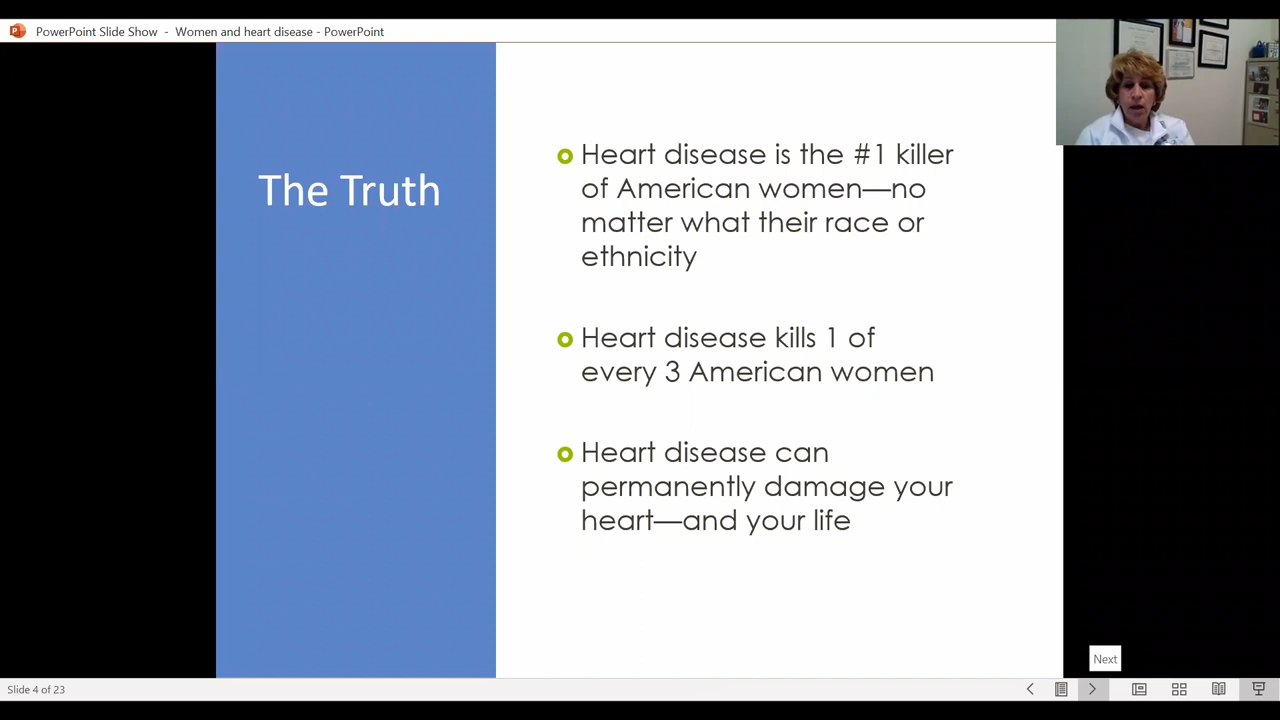 PowerPoint Slide Show - Women and heart disease - PowerPoint
The Truth
Heart disease is the #1 killer
of American women—no
matter what their race or
ethnicity
Heart disease kills 1 of
every 3 American women
Heart disease can
permanently damage your
heart—and your life
Next
Slide 4 of 23